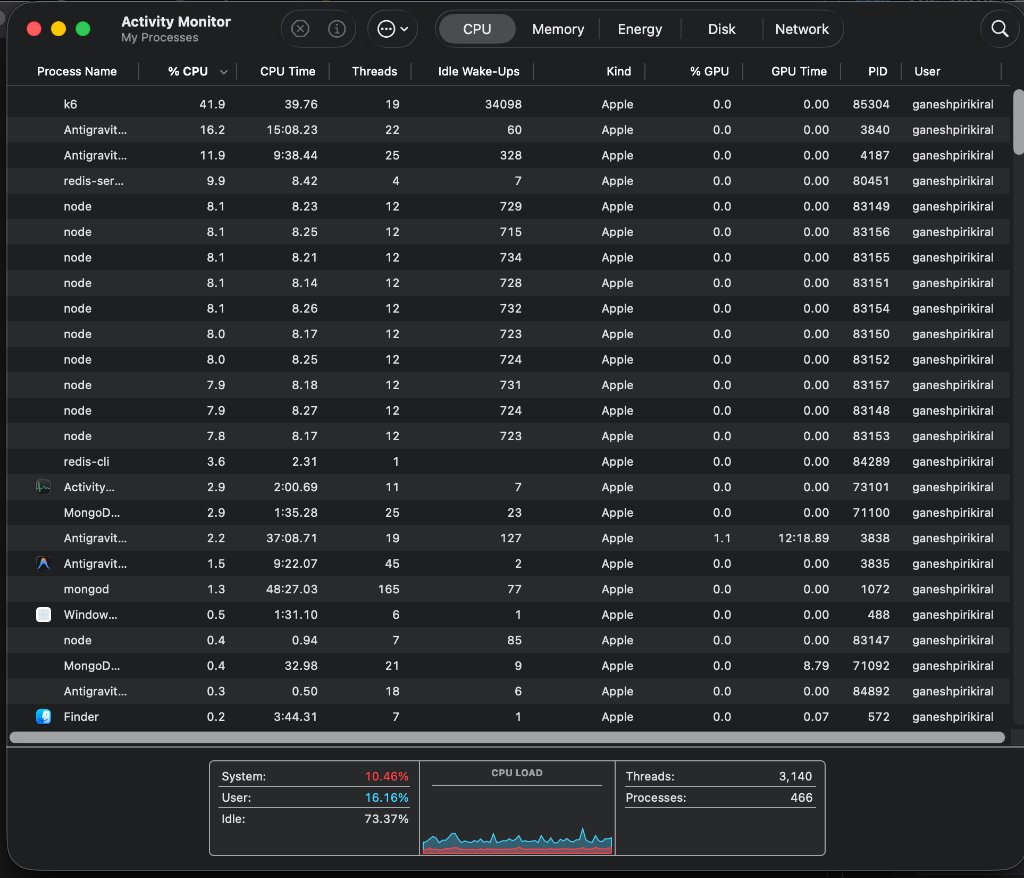 Activity Monitor
My Processes
CPU Memory Energy Disk Network
Process Name % CPU CPU Time Threads Idle Wake-Ups Kind % GPU GPU Time PID User
k6 41.9 39.76 19 34098 Apple 0.0 0.00 85304 ganeshpirikiral
Antigravit... 16.2 15:08.23 22 60 Apple 0.0 0.00 3840 ganeshpirikiral
Antigravit... 11.9 9:38.44 25 328 Apple 0.0 0.00 4187 ganeshpirikiral
redis-ser... 9.9 8.42 4 7 Apple 0.0 0.00 80451 ganeshpirikiral
node 8.1 8.23 12 729 Apple 0.0 0.00 83149 ganeshpirikiral
node 8.1 8.25 12 715 Apple 0.0 0.00 83156 ganeshpirikiral
node 8.1 8.21 12 734 Apple 0.0 0.00 83155 ganeshpirikiral
node 8.1 8.14 12 728 Apple 0.0 0.00 83151 ganeshpirikiral
node 8.1 8.26 12 732 Apple 0.0 0.00 83154 ganeshpirikiral
node 8.0 8.17 12 723 Apple 0.0 0.00 83150 ganeshpirikiral
node 8.0 8.25 12 724 Apple 0.0 0.00 83152 ganeshpirikiral
node 7.9 8.18 12 731 Apple 0.0 0.00 83157 ganeshpirikiral
node 7.9 8.27 12 724 Apple 0.0 0.00 83148 ganeshpirikiral
node 7.8 8.17 12 723 Apple 0.0 0.00 83153 ganeshpirikiral
redis-cli 3.6 2.31 1 Apple 0.0 0.00 84289 ganeshpirikiral
Activity... 2.9 2:00.69 11 7 Apple 0.0 0.00 73101 ganeshpirikiral
MongoD... 2.9 1:35.28 25 23 Apple 0.0 0.00 71100 ganeshpirikiral
Antigravit... 2.2 37:08.71 19 127 Apple 1.1 12:18.89 3838 ganeshpirikiral
Antigravit... 1.5 9:22.07 45 2 Apple 0.0 0.00 3835 ganeshpirikiral
mongod 1.3 48:27.03 165 77 Apple 0.0 0.00 1072 ganeshpirikiral
Window... 0.5 1:31.10 6 1 Apple 0.0 0.00 488 ganeshpirikiral
node 0.4 0.94 7 85 Apple 0.0 0.00 83147 ganeshpirikiral
MongoD... 0.4 32.98 21 9 Apple 0.0 8.79 71092 ganeshpirikiral
Antigravit... 0.3 0.50 18 6 Apple 0.0 0.00 84892 ganeshpirikiral
Finder 0.2 3:44.31 7 1 Apple 0.0 0.07 572 ganeshpirikiral
System: 10.46%
User: 16.16%
Idle: 73.37%
CPU LOAD
Threads: 3,140
Processes: 466